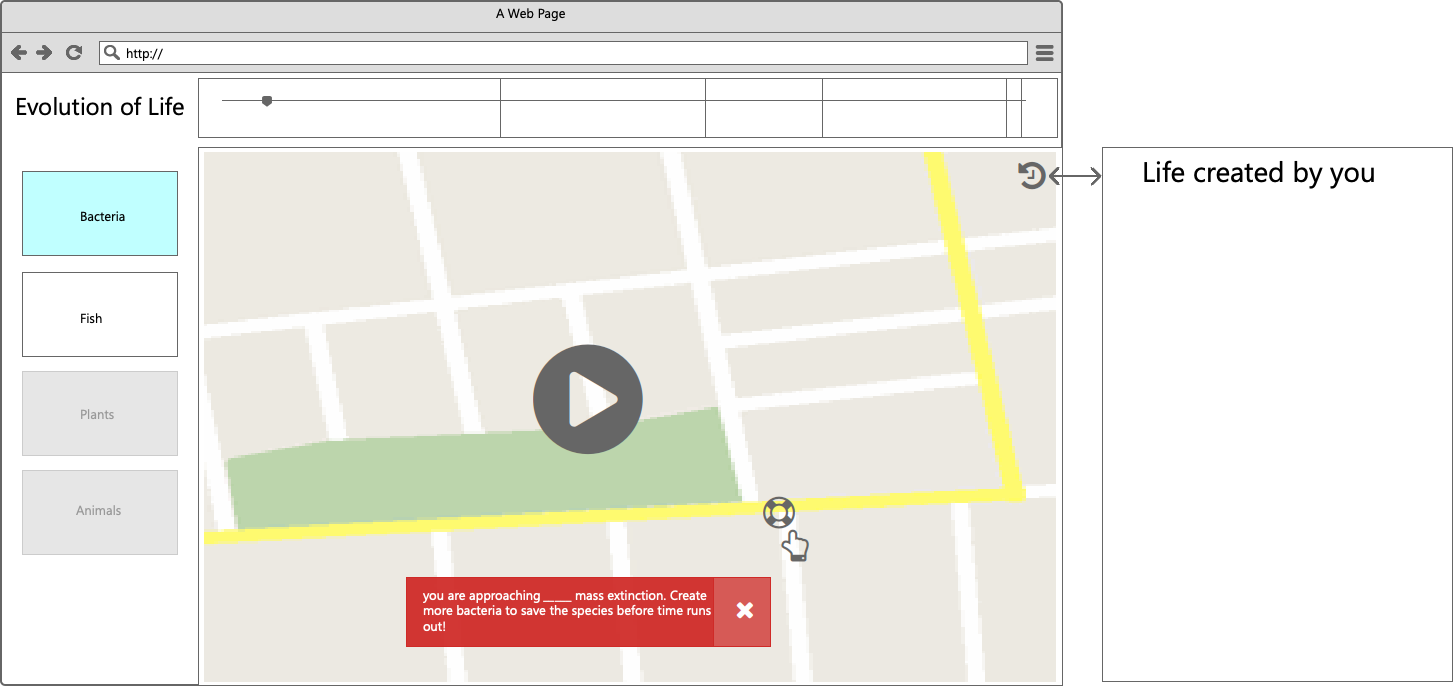 A Web Page
http://
Evolution of Life
Life created by you
Bacteria
Fish
Plants
Animals
you are approaching _____ mass extinction. Create
more bacteria to save the species before time runs
out!